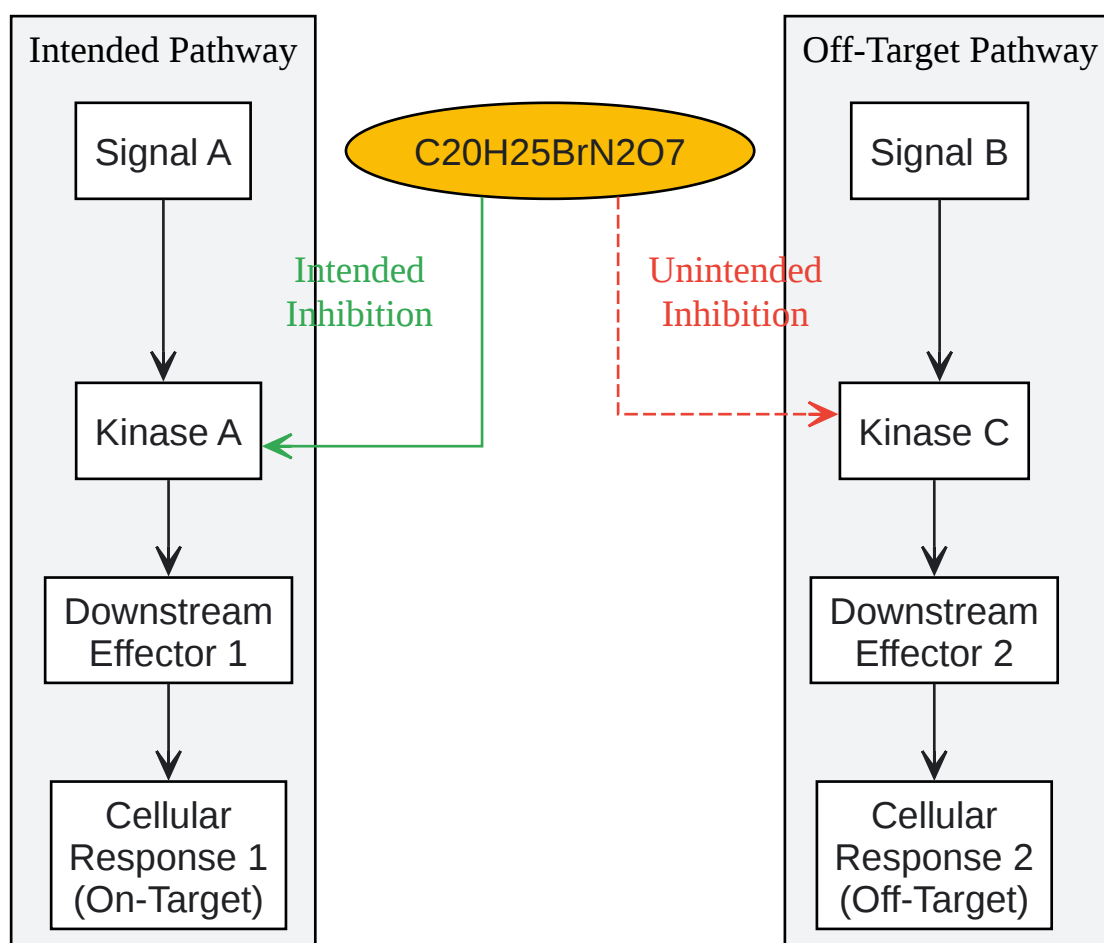 Intended Pathway
Signal A
Kinase A
Downstream
Effector 1
Cellular
Response 1
(On-Target)
C20H25BrN2O7
Intended
Inhibition
Unintended
Inhibition
Off-Target Pathway
Signal B
Kinase C
Downstream
Effector 2
Cellular
Response 2
(Off-Target)